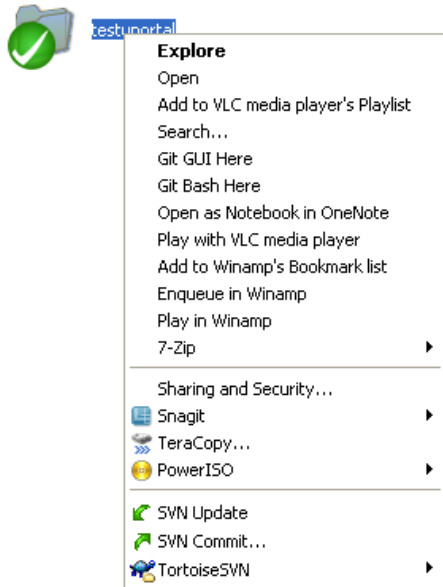 testuportal
Explore
Open
Add to VLC media player's Playlist
Search...
Git GUI Here
Git Bash Here
Open as Notebook in OneNote
Play with VLC media player
Add to Winamp's Bookmark list
Enqueue in Winamp
Play in Winamp
7-Zip
Sharing and Security...
Snagit
TeraCopy...
PowerISO
SVN Update
SVN Commit...
TortoiseSVN